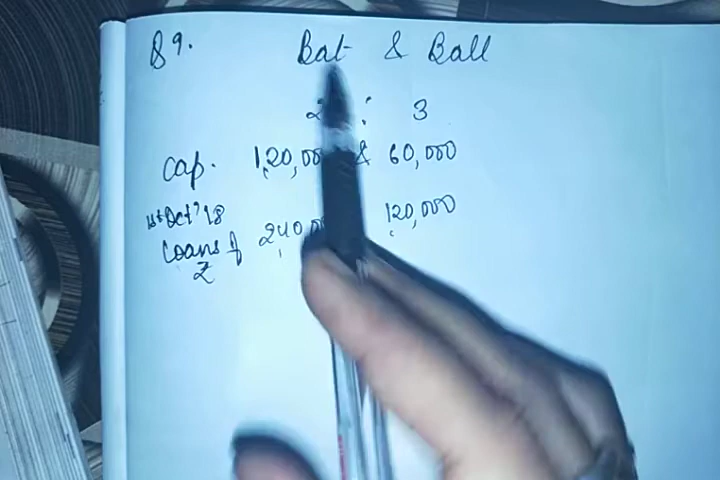 Q9. Bat & Ball
: 3
Cap. & 60,000
1st Oct' 18 120,000
Loans of
Z